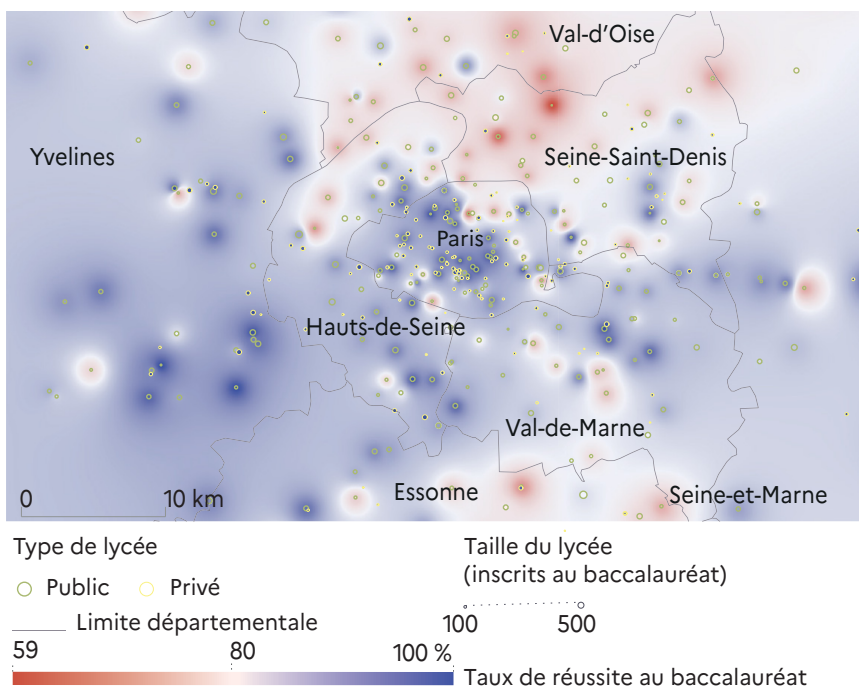 Val-d'Oise
Yvelines
Seine-Saint-Denis
Paris
Hauts-de-Seine
Val-de-Marne
Essonne
Seine-et-Marne
0 10 km
Type de lycée
Public Privé
Limite départementale
59 80 100 %
Taille du lycée
(inscrits au baccalauréat)
100 500
Taux de réussite au baccalauréat